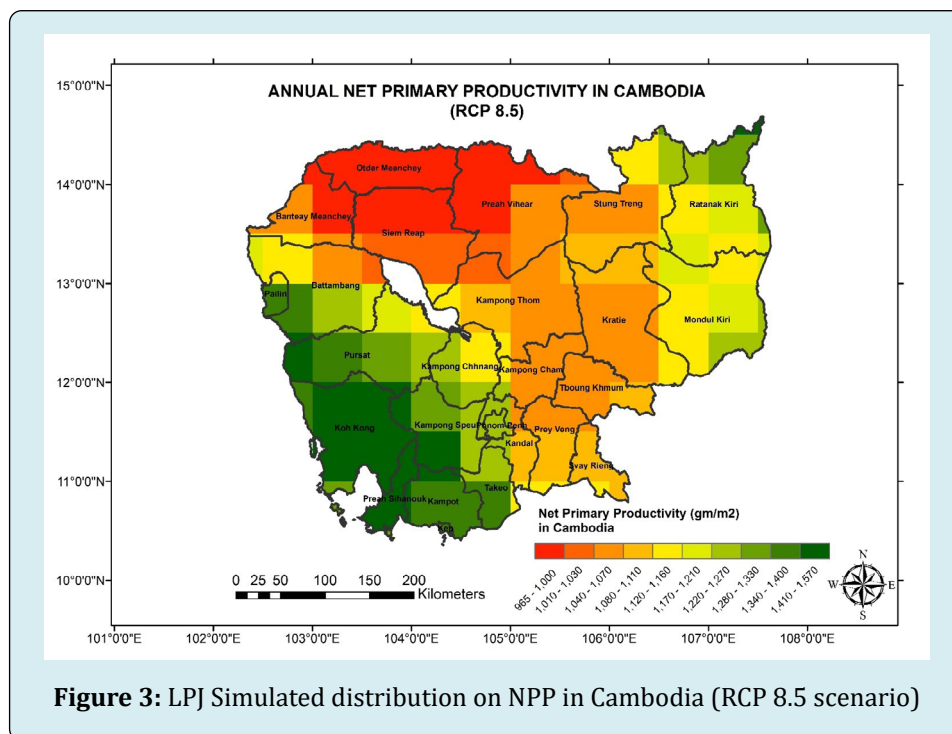 ANNUAL NET PRIMARY PRODUCTIVITY IN CAMBODIA
(RCP 8.5)
15°0'0"N
14°0'0"N
13°0'0"N
12°0'0"N
11°0'0"N
10°0'0"N
Otder Meanchey
Preah Vihear
Stung Treng
Ratanak Kiri
Banteay Meanchey
Siem Reap
Battambang
Pailin
Kampong Thom
Kratie
Mondul Kiri
Pursat
Kampong Chhnang
Kampong Cham
Tboung Khmum
Koh Kong
Kampong Speu
Phnom Penh
Prey Veng
Kandal
Svay Rieng
Takeo
Preah Sihanouk
Kampot
Kep
Net Primary Productivity (gm/m2)
in Cambodia
965 - 1,000
1,010 - 1,030
1,040 - 1,070
1,080 - 1,110
1,120 - 1,160
1,170 - 1,210
1,220 - 1,270
1,280 - 1,330
1,340 - 1,400
1,410 - 1,570
N
W E
S
0 25 50 100 150 200
Kilometers
101°0'0"E 102°0'0"E 103°0'0"E 104°0'0"E 105°0'0"E 106°0'0"E 107°0'0"E 108°0'0"E
Figure 3: LPJ Simulated distribution on NPP in Cambodia (RCP 8.5 scenario)